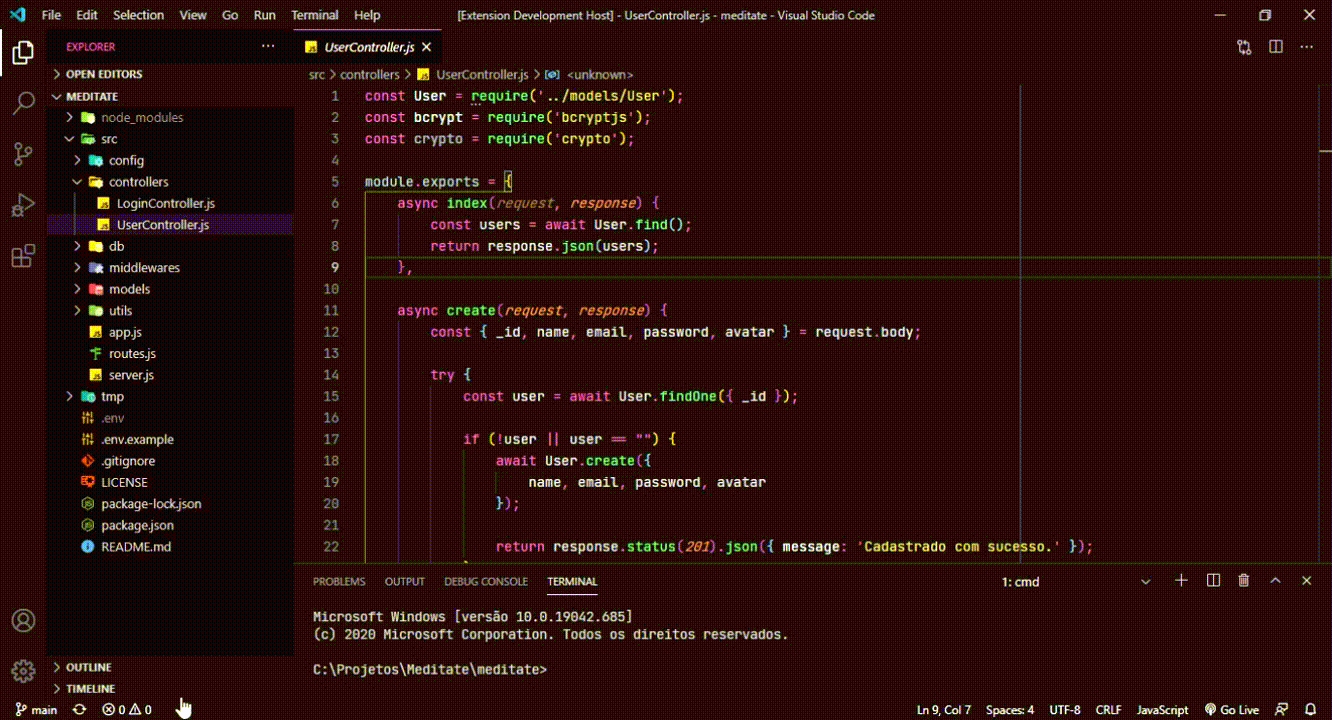 File Edit Selection View Go Run Terminal Help [Extension Development Host] - UserController.js - meditate - Visual Studio Code
EXPLORER
OPEN EDITORS
MEDITATE
node_modules
src
config
controllers
LoginController.js
UserController.js
db
middlewares
models
utils
app.js
routes.js
server.js
tmp
.env
.env.example
.gitignore
LICENSE
package-lock.json
package.json
README.md
OUTLINE
TIMELINE
JS UserController.js
src > controllers > JS UserController.js > <unknown>
1 const User = require('../models/User');
2 const bcrypt = require('bcryptjs');
3 const crypto = require('crypto');
4
5 module.exports = {
6 async index(request, response) {
7 const users = await User.find();
8 return response.json(users);
9 },
10
11 async create(request, response) {
12 const { _id, name, email, password, avatar } = request.body;
13
14 try {
15 const user = await User.findOne({ _id });
16
17 if (!user || user == "") {
18 await User.create({
19 name, email, password, avatar
20 });
21
22 return response.status(201).json({ message: 'Cadastrado com sucesso.' });
PROBLEMS OUTPUT DEBUG CONSOLE TERMINAL 1: cmd
Microsoft Windows [versão 10.0.19042.685]
(c) 2020 Microsoft Corporation. Todos os direitos reservados.
C:\Projetos\Meditate\meditate>
main 0 0 Ln 9, Col 7 Spaces: 4 UTF-8 CRLF JavaScript Go Live